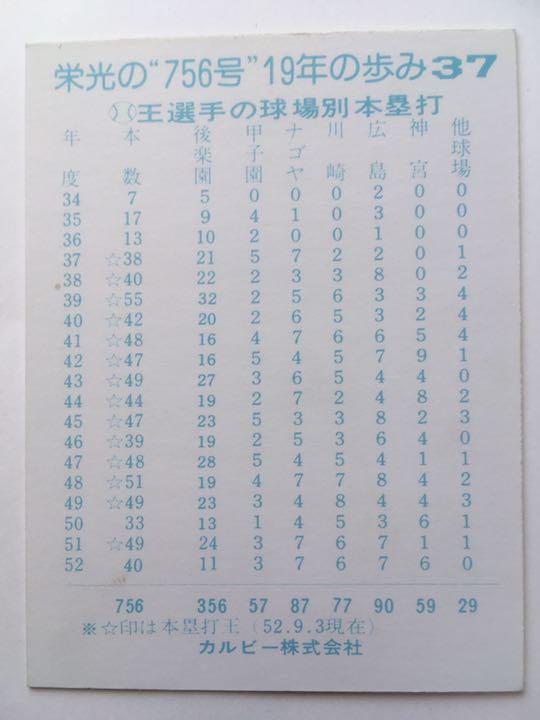 栄光の“756号”19年の歩み37
王選手の球場別本塁打
年度 本数 後楽園 甲子園 ナゴヤ 川崎 広島 神宮 他球場
34 7 5 0 0 0 2 0 0
35 17 9 4 1 0 3 0 0
36 13 10 2 0 0 1 0 0
37 ☆38 21 5 7 2 2 0 1
38 ☆40 22 2 3 3 8 0 2
39 ☆55 32 2 5 6 3 3 4
40 ☆42 20 2 6 5 3 2 4
41 ☆48 16 4 7 6 6 5 4
42 ☆47 16 5 4 5 7 9 1
43 ☆49 27 3 6 5 4 4 0
44 ☆44 19 2 7 2 4 8 2
45 ☆47 23 5 3 3 8 2 3
46 ☆39 19 2 5 3 6 4 0
47 ☆48 28 5 4 5 4 1 1
48 ☆51 19 4 7 7 8 4 2
49 ☆49 23 3 4 8 4 4 3
50 33 13 1 4 5 3 6 1
51 ☆49 24 3 7 6 7 1 1
52 40 11 3 7 6 7 6 0
756 356 57 87 77 90 59 29
※☆印は本塁打王(52.9.3現在)
カルビー株式会社